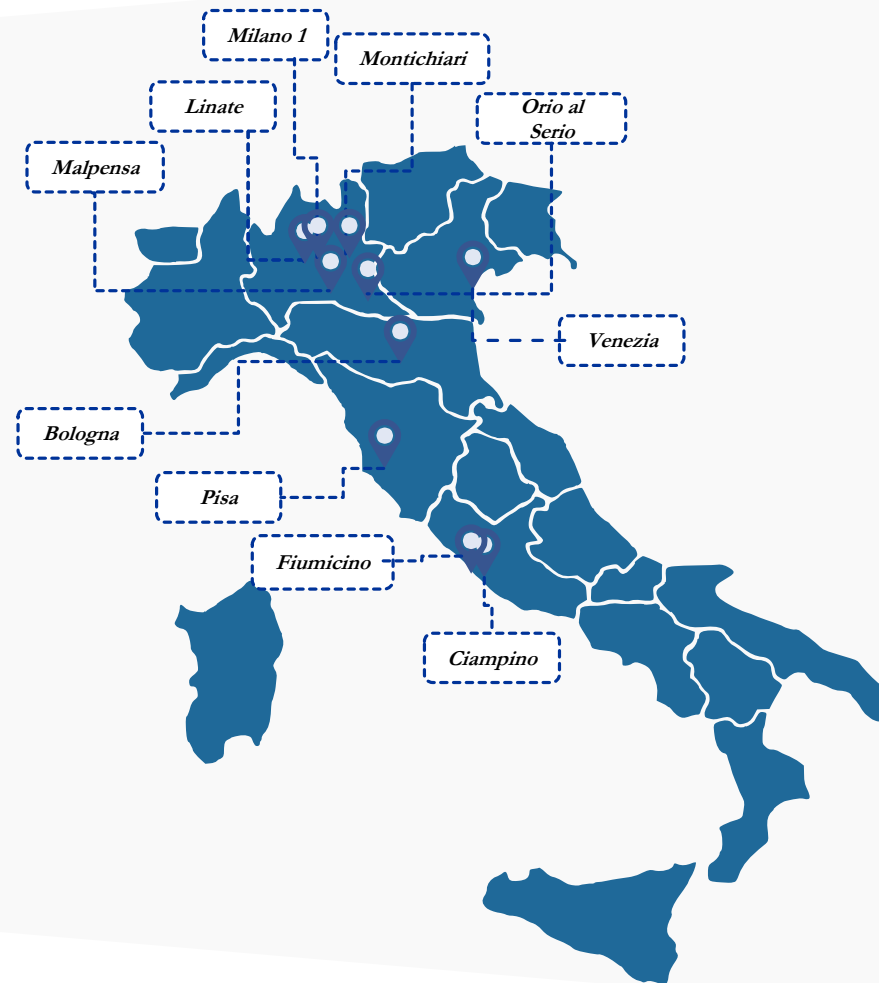 Milano 1
Montichiari
Linate
Orio al
Serio
Malpensa
Venezia
Bologna
Pisa
Fiumicino
Ciampino